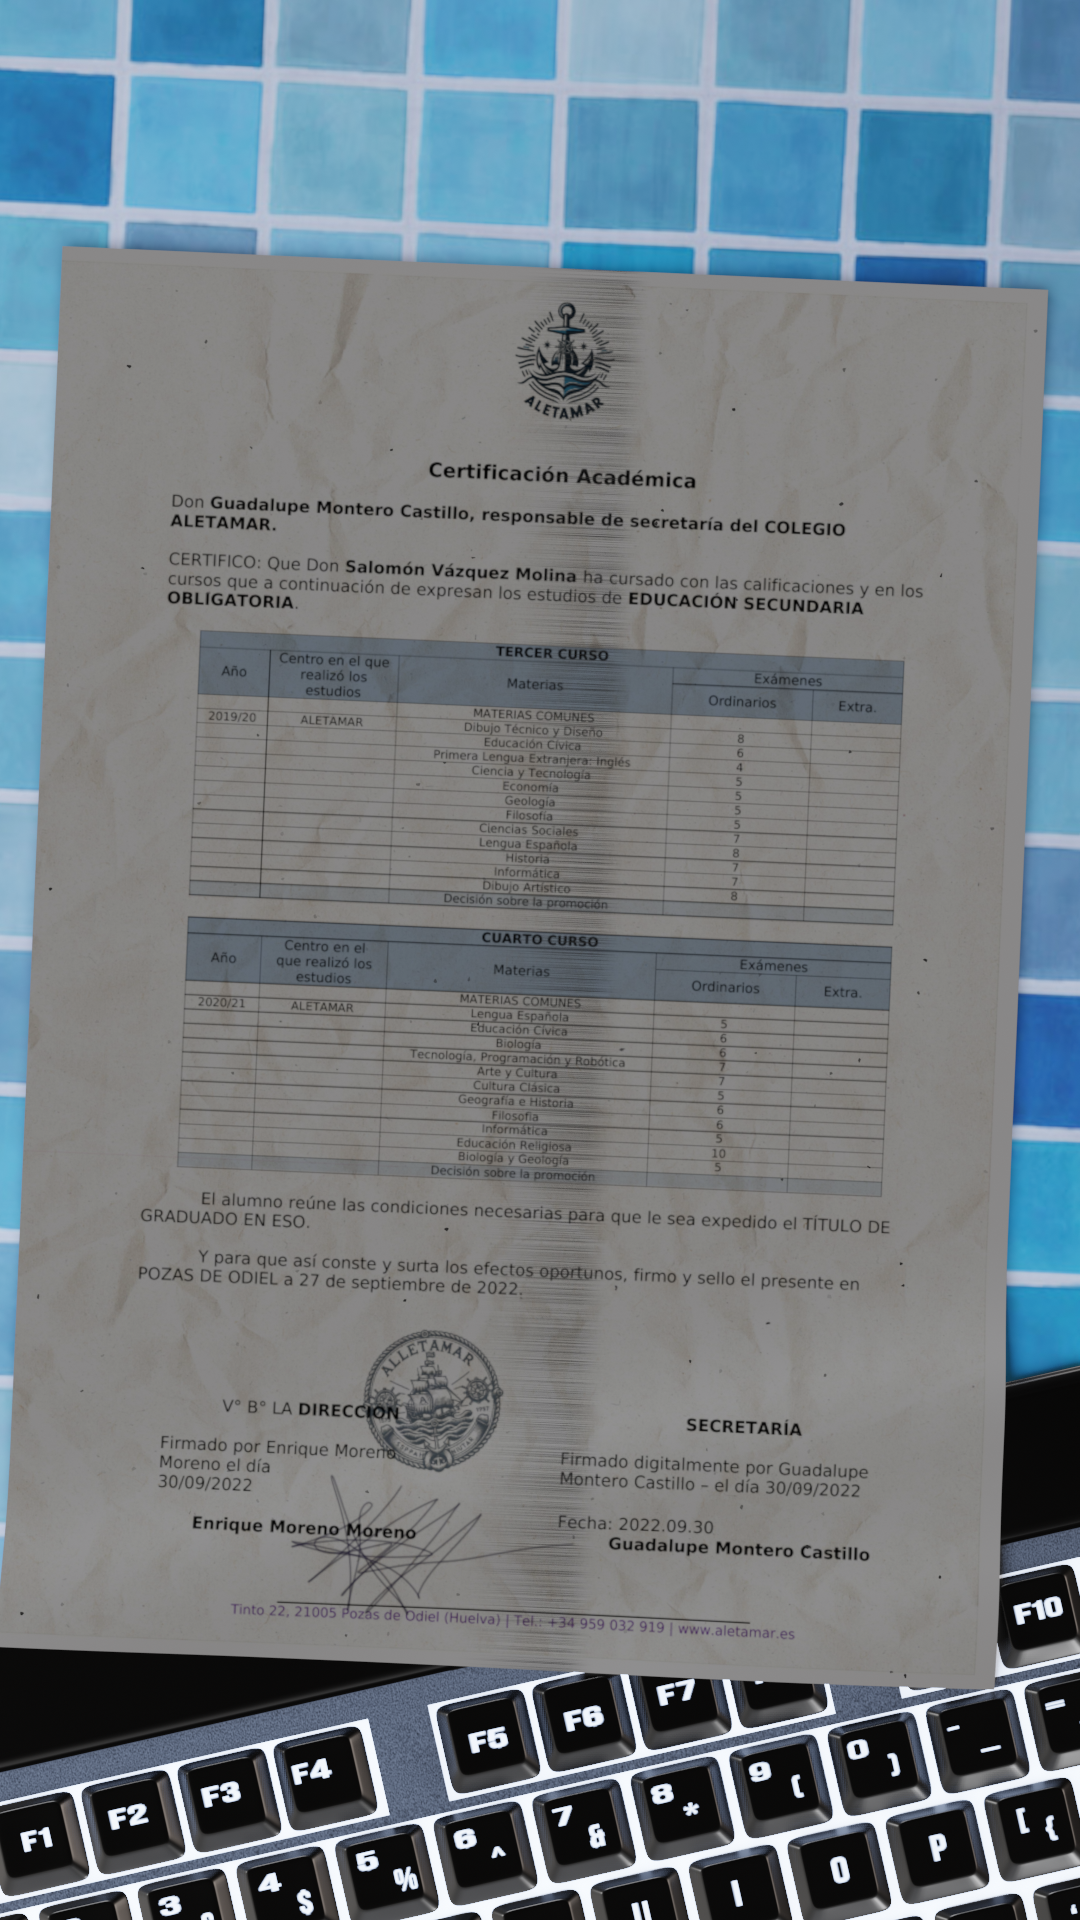 ALETAMAR
Certificación Académica
Don Guadalupe Montero Castillo, responsable de secretaría del COLEGIO
ALETAMAR.
CERTIFICO: Que Don Salomón Vázquez Molina ha cursado con las calificaciones y en los
cursos que a continuación de expresan los estudios de EDUCACIÓN SECUNDARIA
OBLIGATORIA.
TERCER CURSO
Año
Centro en el que
realizó los
estudios
Materias
Exámenes
Ordinarios
Extra.
MATERIAS COMUNES
2019/20 ALETAMAR Dibujo Técnico y Diseño 8
Educación Cívica 6
Primera Lengua Extranjera: Inglés 4
Ciencia y Tecnología 5
Economía 5
Geología 5
Filosofía 5
Ciencias Sociales 7
Lengua Española 8
Historia 7
Informática 7
Dibujo Artístico 8
Decisión sobre la promoción
CUARTO CURSO
Año
Centro en el
que realizó los
estudios
Materias
Exámenes
Ordinarios
Extra.
MATERIAS COMUNES
2020/21 ALETAMAR Lengua Española 5
Educación Cívica 6
Biología 6
Tecnología, Programación y Robótica 7
Arte y Cultura 7
Cultura Clásica 5
Geografía e Historia 6
Filosofía 6
Informática 5
Educación Religiosa 10
Biología y Geología 5
Decisión sobre la promoción
El alumno reúne las condiciones necesarias para que le sea expedido el TÍTULO DE
GRADUADO EN ESO.
Y para que así conste y surta los efectos oportunos, firmo y sello el presente en
POZAS DE ODIEL a 27 de septiembre de 2022.
ALLETAMAR
V° B° LA DIRECCIÓN
Firmado por Enrique Moreno
Moreno el día
30/09/2022
Enrique Moreno Moreno
SECRETARÍA
Firmado digitalmente por Guadalupe
Montero Castillo – el día 30/09/2022
Fecha: 2022.09.30
Guadalupe Montero Castillo
Tinto 22, 21005 Pozas de Odiel (Huelva) | Tel.: +34 959 032 919 | www.aletamar.es
F10
F5 F6 F7
F1 F2 F3 F4
3 4 $ 5 % 6 ^ 7 & 8 * 9 ( 0 ) - _ =
U I O P [ {